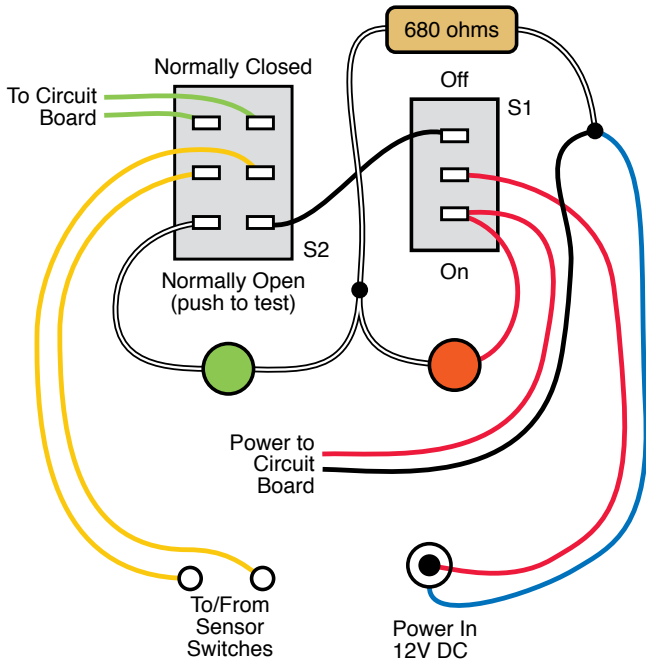 680 ohms
Normally Closed
Off
To Circuit
Board
S1
S2
Normally Open
(push to test)
On
Power to
Circuit
Board
To/From
Sensor
Switches
Power In
12V DC